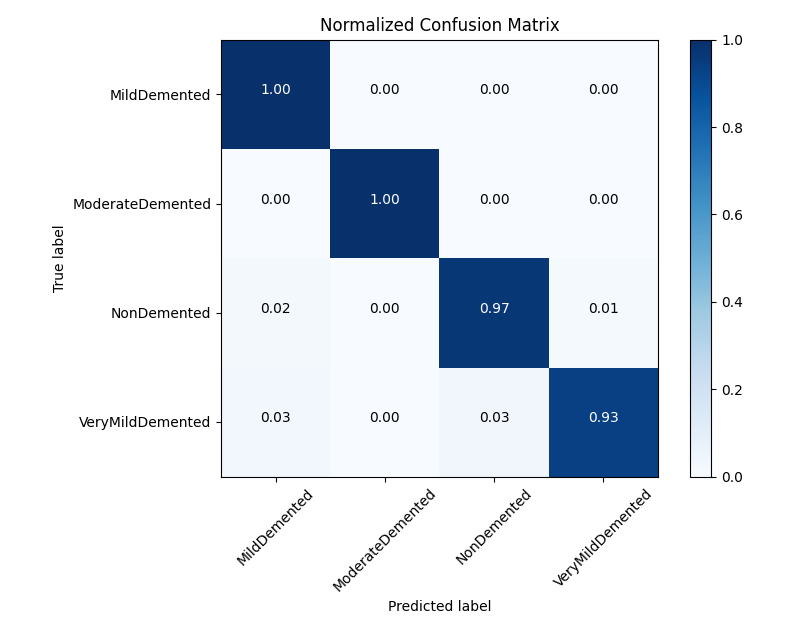 Normalized Confusion Matrix
True label
MildDemented 1.00 0.00 0.00 0.00
ModerateDemented 0.00 1.00 0.00 0.00
NonDemented 0.02 0.00 0.97 0.01
VeryMildDemented 0.03 0.00 0.03 0.93
MildDemented ModerateDemented NonDemented VeryMildDemented
Predicted label
1.0
0.8
0.6
0.4
0.2
0.0